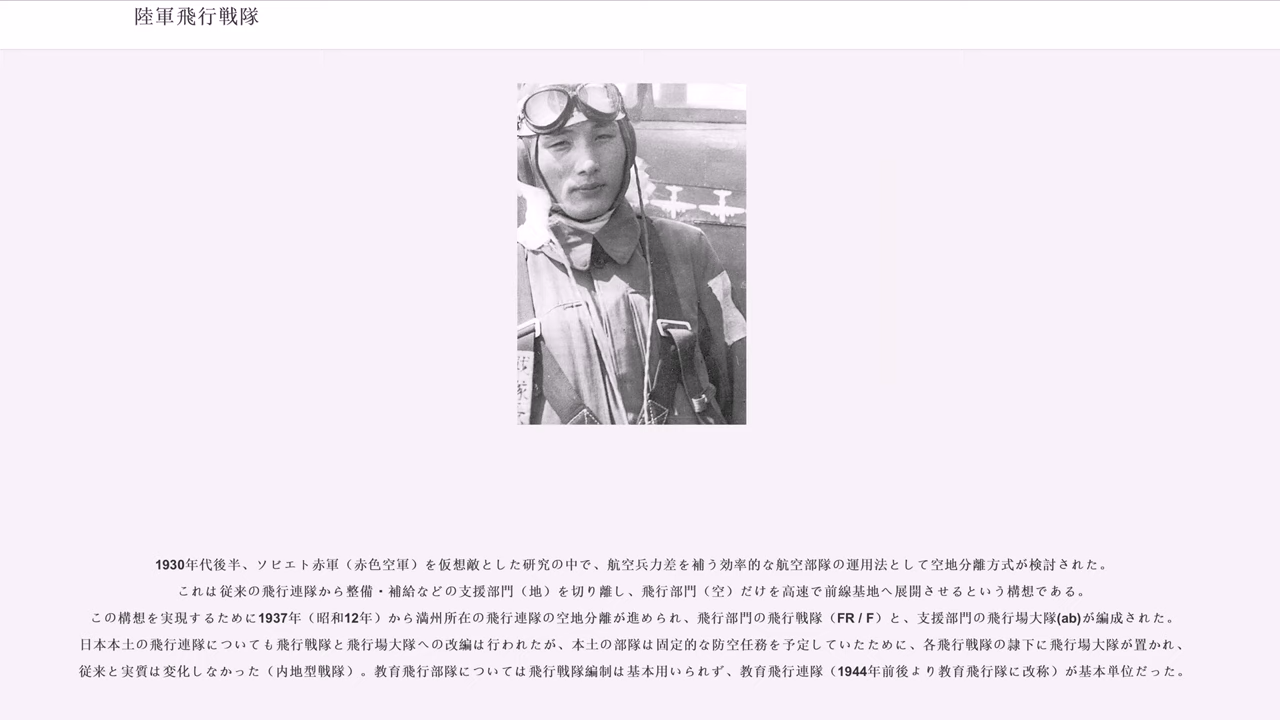 陸軍飛行戦隊
1930年代後半、ソビエト赤軍（赤色空軍）を仮想敵とした研究の中で、航空兵力差を補う効率的な航空部隊の運用法として空地分離方式が検討された。
これは従来の飛行連隊から整備・補給などの支援部門（地）を切り離し、飛行部門（空）だけを高速で前線基地へ展開させるという構想である。
この構想を実現するために1937年（昭和12年）から満州所在の飛行連隊の空地分離が進められ、飛行部門の飛行戦隊（FR / F）と、支援部門の飛行場大隊(ab)が編成された。
日本本土の飛行連隊についても飛行戦隊と飛行場大隊への改編は行われたが、本土の部隊は固定的な防空任務を予定していたために、各飛行戦隊の隷下に飛行場大隊が置かれ、
従来と実質は変化しなかった（内地型戦隊）。教育飛行部隊については飛行戦隊編制は基本用いられず、教育飛行連隊（1944年前後より教育飛行隊に改称）が基本単位だった。